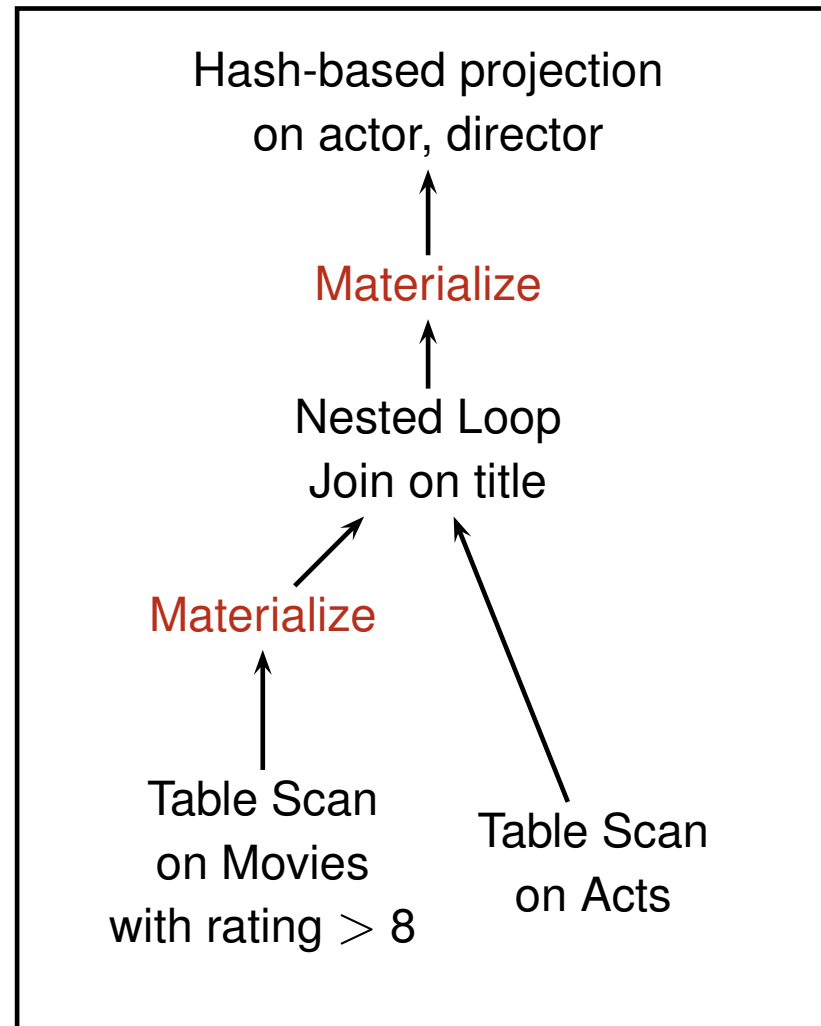 Hash-based projection
on actor, director
Materialize
Nested Loop
Join on title
Materialize
Table Scan
on Movies
with rating > 8
Table Scan
on Acts